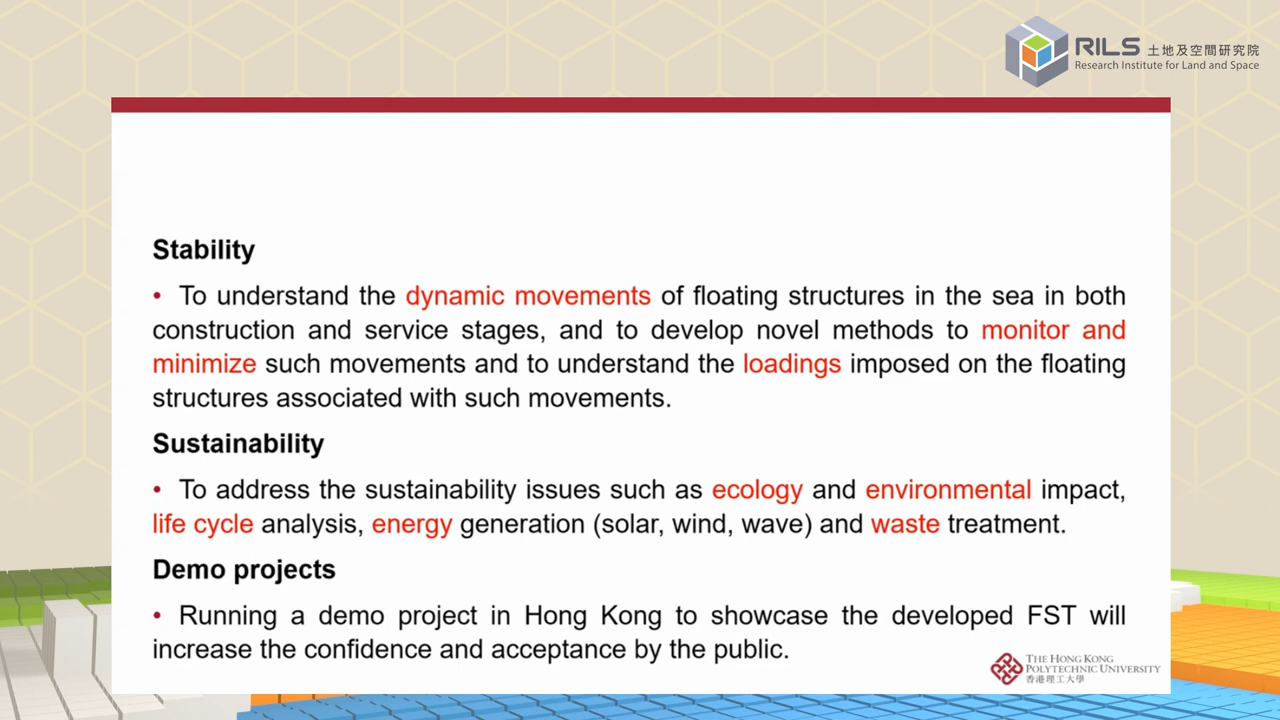 RILS 土地及空間研究院
Research Institute for Land and Space
Stability
• To understand the dynamic movements of floating structures in the sea in both
construction and service stages, and to develop novel methods to monitor and
minimize such movements and to understand the loadings imposed on the floating
structures associated with such movements.
Sustainability
• To address the sustainability issues such as ecology and environmental impact,
life cycle analysis, energy generation (solar, wind, wave) and waste treatment.
Demo projects
• Running a demo project in Hong Kong to showcase the developed FST will
increase the confidence and acceptance by the public.
THE HONG KONG
POLYTECHNIC UNIVERSITY
香港理工大學